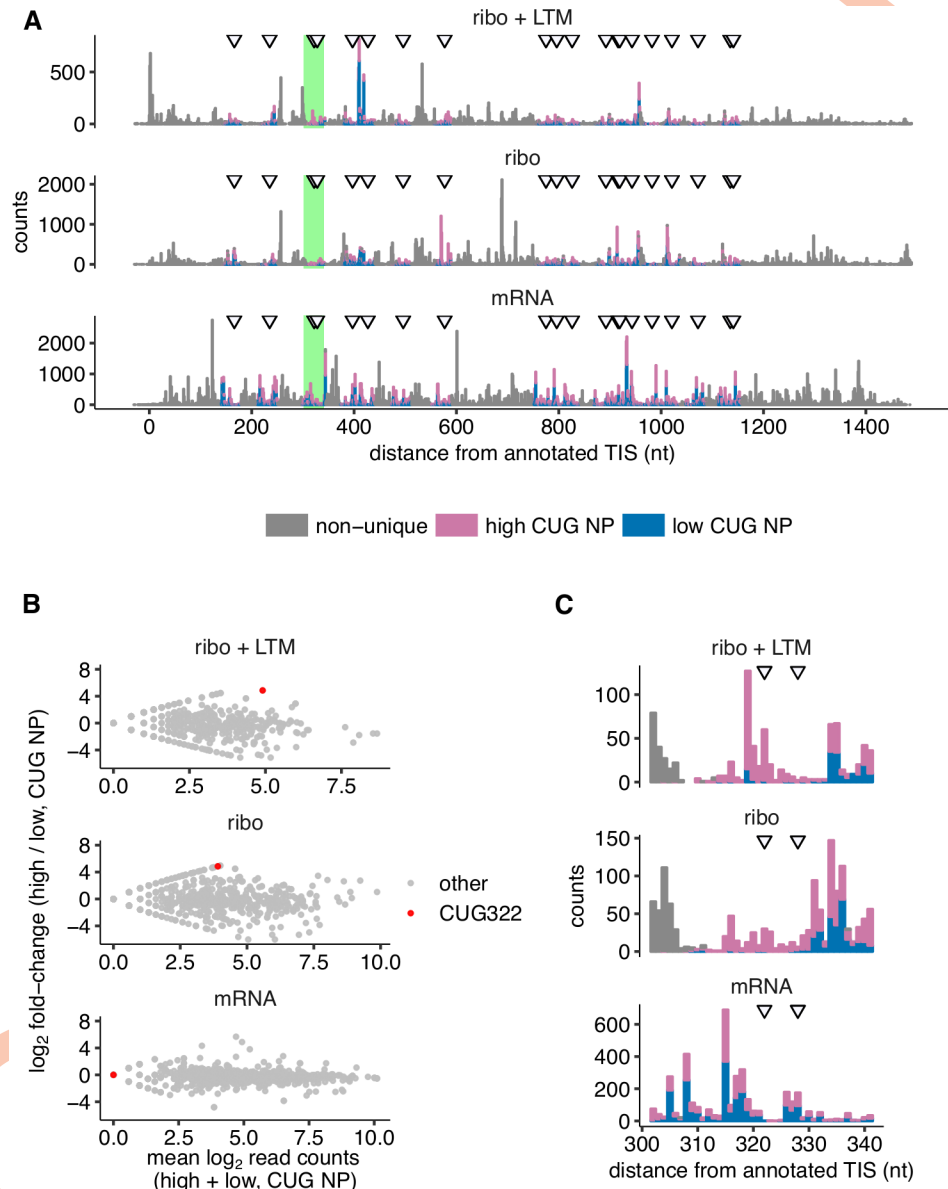 A
ribo + LTM
500
0
ribo
2000
1000
0
counts
mRNA
2000
1000
0
0 200 400 600 800 1000 1200 1400
distance from annotated TIS (nt)
non−unique high CUG NP low CUG NP
B
ribo + LTM
8
4
0
−4
0.0 2.5 5.0 7.5
ribo
8
4
0
−4
0.0 2.5 5.0 7.5 10.0
other
CUG322
mRNA
8
4
0
−4
0.0 2.5 5.0 7.5 10.0
log2 fold−change (high / low, CUG NP)
mean log2 read counts
(high + low, CUG NP)
C
ribo + LTM
100
50
0
ribo
150
100
50
0
counts
mRNA
600
400
200
0
300 310 320 330 340
distance from annotated TIS (nt)